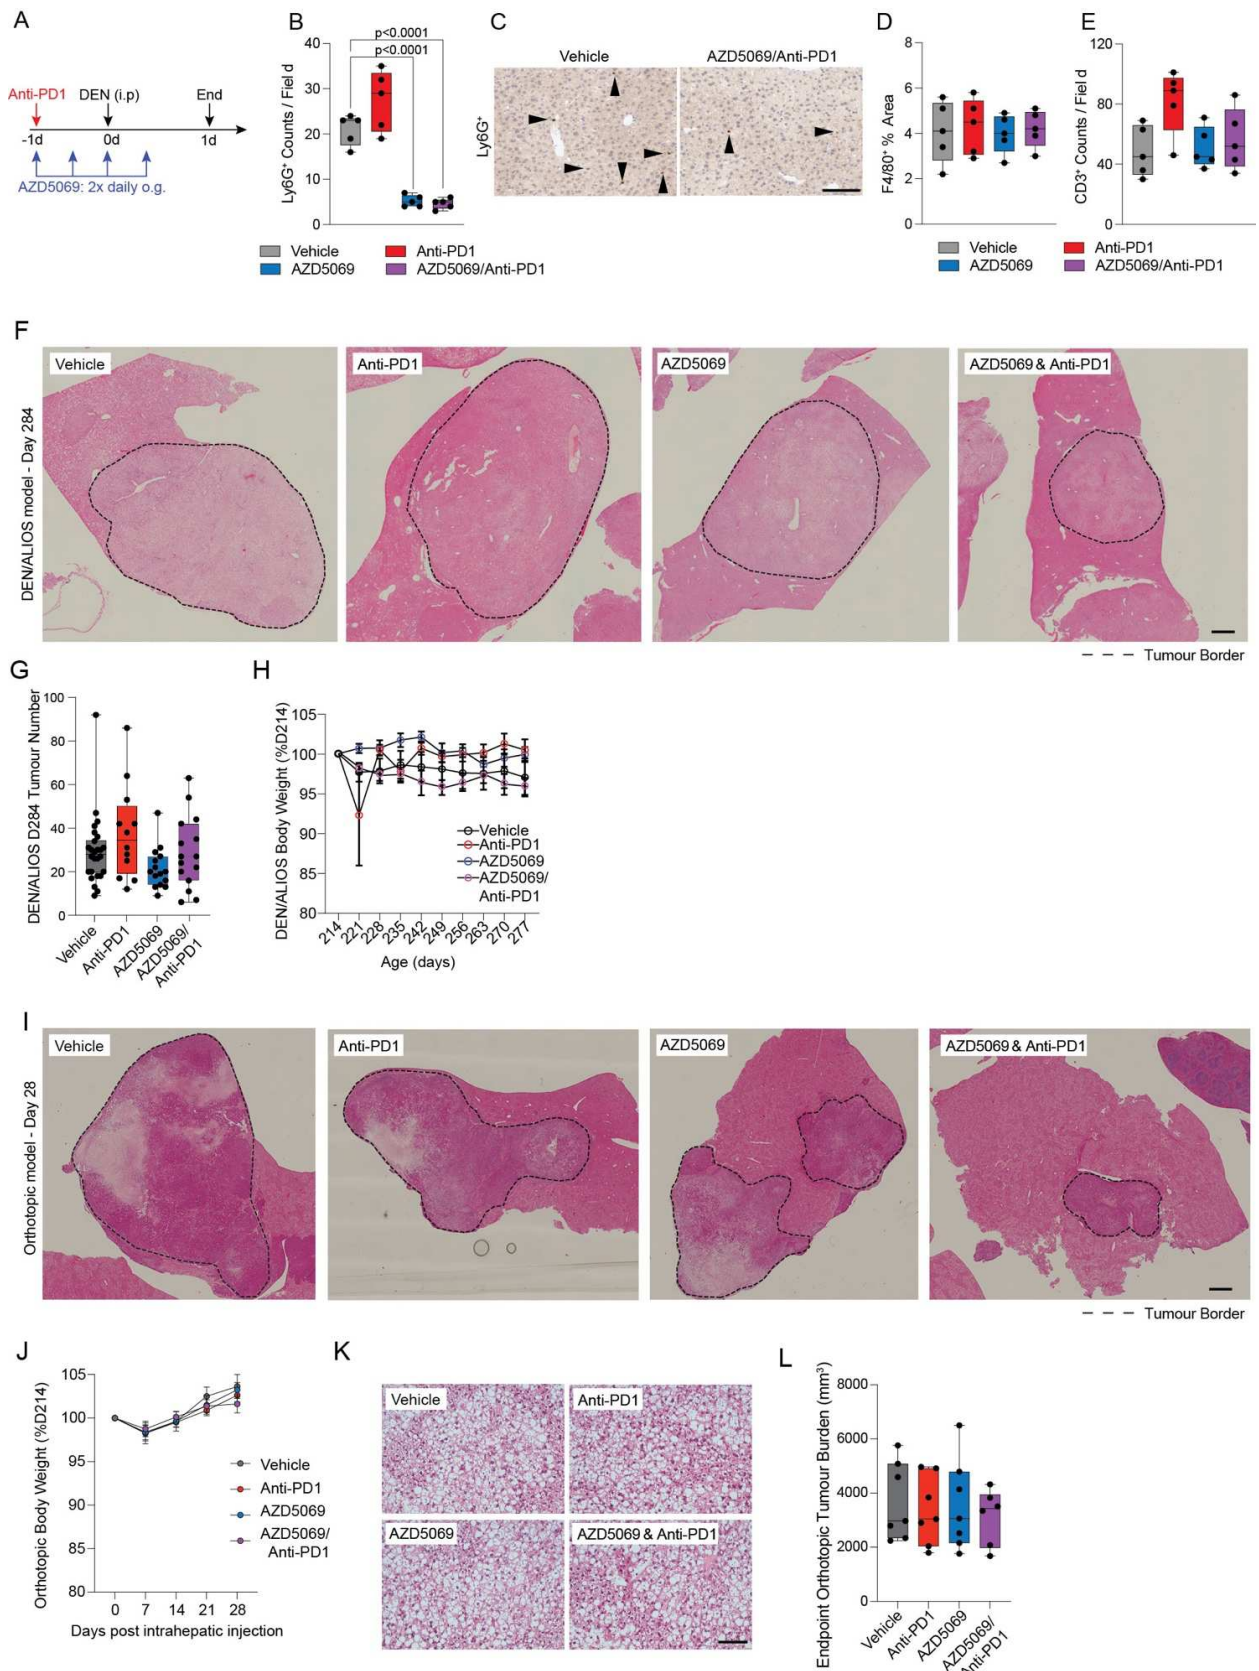 A
Anti-PD1
DEN (i.p)
End
-1d
0d
1d
AZD5069: 2x daily o.g.
B
Ly6G⁺ Counts / Field
40
30
20
10
0
p<0.0001
p<0.0001
Vehicle
Anti-PD1
AZD5069
AZD5069/Anti-PD1
C
Vehicle
AZD5069/Anti-PD1
Ly6G⁺
D
F4/80⁺ % Area
8
6
4
2
0
E
CD3⁺ Counts / Field
120
80
40
0
Vehicle
Anti-PD1
AZD5069
AZD5069/Anti-PD1
F
DEN/ALIOS model - Day 284
Vehicle
Anti-PD1
AZD5069
AZD5069 & Anti-PD1
Tumour Border
G
DEN/ALIOS D284 Tumour Number
100
80
60
40
20
0
Vehicle
Anti-PD1
AZD5069
AZD5069/
Anti-PD1
H
DEN/ALIOS Body Weight (%D214)
105
100
95
90
85
80
214
221
228
235
242
249
256
263
270
277
Age (days)
Vehicle
Anti-PD1
AZD5069
AZD5069/
Anti-PD1
I
Orthotopic model - Day 28
Vehicle
Anti-PD1
AZD5069
AZD5069 & Anti-PD1
Tumour Border
J
Orthotopic Body Weight (%D214)
105
100
95
90
85
80
0
7
14
21
28
Days post intrahepatic injection
Vehicle
Anti-PD1
AZD5069
AZD5069/
Anti-PD1
K
Vehicle
Anti-PD1
AZD5069
AZD5069 & Anti-PD1
L
Endpoint Orthotopic Tumour Burden (mm³)
8000
6000
4000
2000
0
Vehicle
Anti-PD1
AZD5069
AZD5069/
Anti-PD1